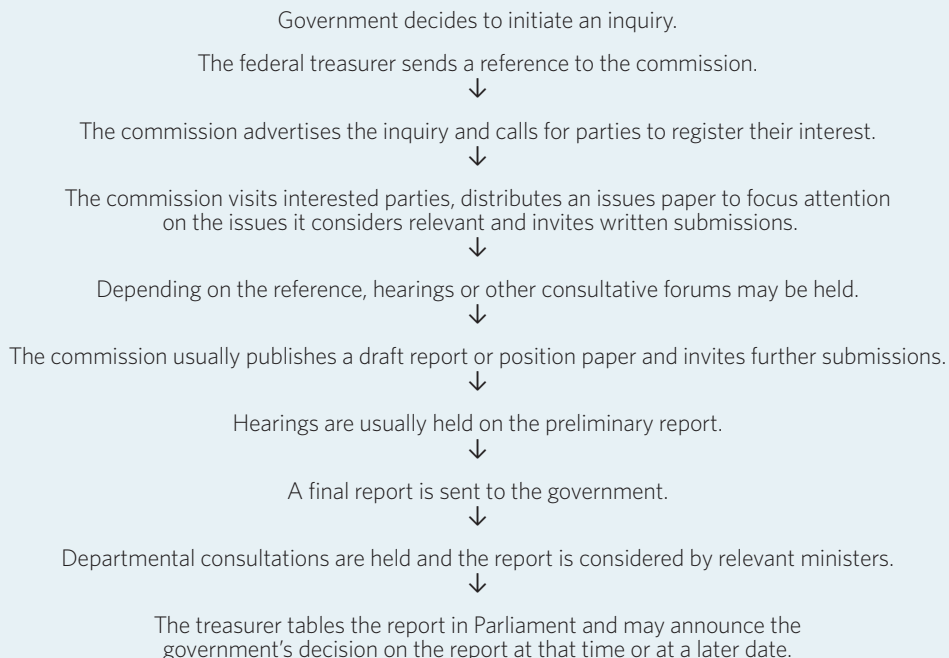 Government decides to initiate an inquiry.
The federal treasurer sends a reference to the commission.
↓
The commission advertises the inquiry and calls for parties to register their interest.
↓
The commission visits interested parties, distributes an issues paper to focus attention
on the issues it considers relevant and invites written submissions.
↓
Depending on the reference, hearings or other consultative forums may be held.
↓
The commission usually publishes a draft report or position paper and invites further submissions.
↓
Hearings are usually held on the preliminary report.
↓
A final report is sent to the government.
↓
Departmental consultations are held and the report is considered by relevant ministers.
↓
The treasurer tables the report in Parliament and may announce the
government’s decision on the report at that time or at a later date.